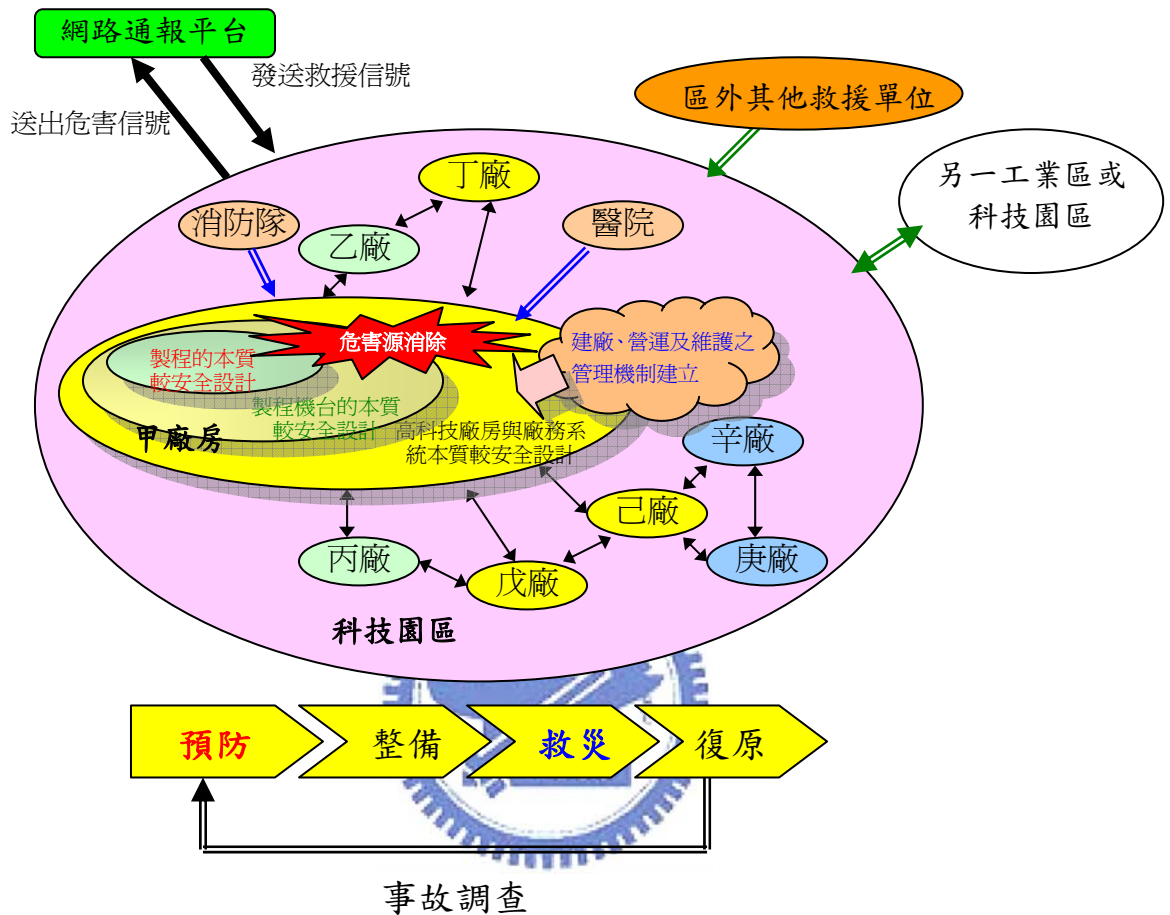 網路通報平台
發送救援信號
送出危害信號
區外其他救援單位
另一工業區或
科技園區
丁廠
消防隊
乙廠
醫院
危害源消除
建廠、營運及維護之
管理機制建立
製程的本質
較安全設計
製程機台的本質
較安全設計
甲廠房
高科技廠房與廠務系
統本質較安全設計
辛廠
己廠
丙廠
戊廠
庚廠
科技園區
預防
整備
救災
復原
事故調查